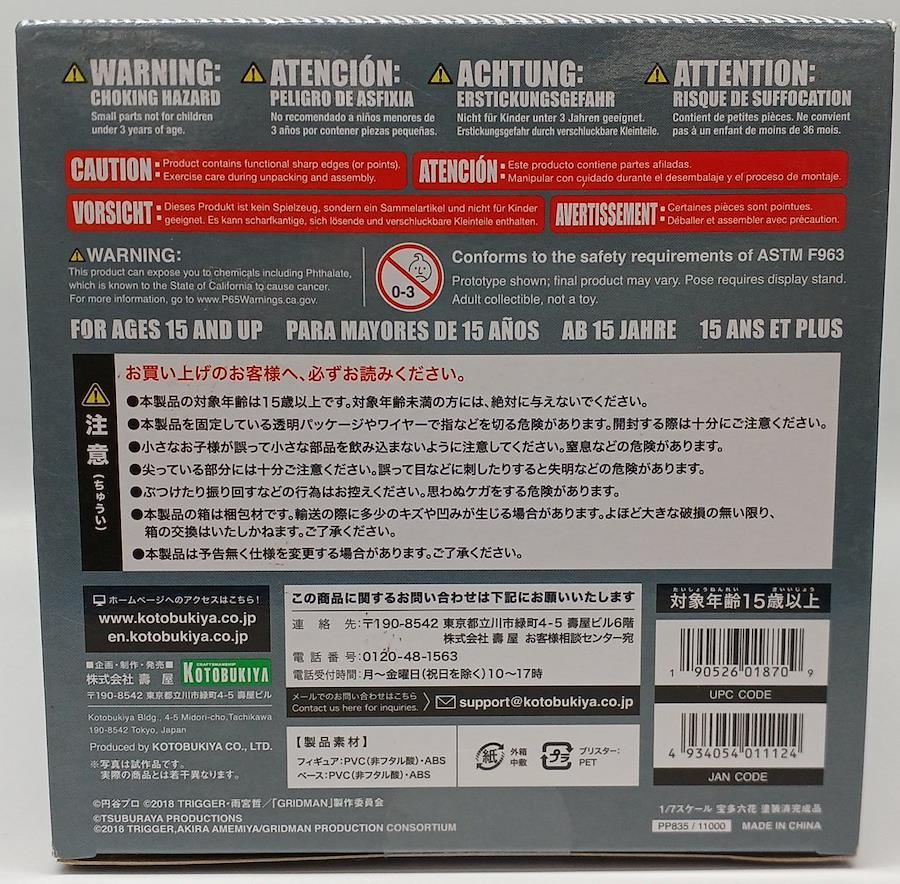 WARNING:
CHOKING HAZARD
Small parts not for children
under 3 years of age.
ATENCIÓN:
PELIGRO DE ASFIXIA
No recomendado a niños menores de
3 años por contener piezas pequeñas.
ACHTUNG:
ERSTICKUNGSGEFAHR
Nicht für Kinder unter 3 Jahren geeignet.
Erstickungsgefahr durch verschluckbare Kleinteile.
ATTENTION:
RISQUE DE SUFFOCATION
Contient de petites pièces. Ne convient
pas à un enfant de moins de 36 mois.
CAUTION: Product contains functional sharp edges (or points).
Exercise care during unpacking and assembly.
ATENCIÓN: Este producto contiene partes afiladas.
Manipular con cuidado durante el desembalaje y el proceso de montaje.
VORSICHT: Dieses Produkt ist kein Spielzeug, sondern ein Sammelartikel und nicht für Kinder
geeignet. Es kann scharfkantige, sich lösende und verschluckbare Kleinteile enthalten.
AVERTISSEMENT: Certaines pièces sont pointues.
Déballer et assembler avec précaution.
WARNING:
This product can expose you to chemicals including Phthalate,
which is known to the State of California to cause cancer.
For more information, go to www.P65Warnings.ca.gov.
0-3
Conforms to the safety requirements of ASTM F963
Prototype shown; final product may vary. Pose requires display stand.
Adult collectible, not a toy.
FOR AGES 15 AND UP PARA MAYORES DE 15 AÑOS AB 15 JAHRE 15 ANS ET PLUS
注意(ちゅうい)
お買い上げのお客様へ、必ずお読みください。
●本製品の対象年齢は15歳以上です。対象年齢未満の方には、絶対に与えないでください。
●本製品を固定している透明パッケージやワイヤーで指などを切る危険があります。開封する際は十分にご注意ください。
●小さなお子様が誤って小さな部品を飲み込まないように注意してください。窒息などの危険があります。
●尖っている部分には十分ご注意ください。誤って目などに刺したりすると失明などの危険があります。
●ぶつけたり振り回すなどの行為はお控えください。思わぬケガをする危険があります。
●本製品の箱は梱包材です。輸送の際に多少のキズや凹みが生じる場合があります。よほど大きな破損の無い限り、
箱の交換はいたしかねます。ご了承ください。
●本製品は予告無く仕様を変更する場合があります。ご了承ください。
ホームページへのアクセスはこちら!
www.kotobukiya.co.jp
en.kotobukiya.co.jp
■企画・制作・発売■
株式会社 壽 屋
CRAFTSMANSHIP
KOTOBUKIYA
〒190-8542 東京都立川市緑町4-5 壽屋ビル
Kotobukiya Bldg., 4-5 Midori-cho,Tachikawa
190-8542 Tokyo, Japan
Produced by KOTOBUKIYA CO., LTD.
※写真は試作品です。
実際の商品とは若干異なります。
この商品に関するお問い合わせは下記にお願いいたします
連絡先:〒190-8542 東京都立川市緑町4-5 壽屋ビル6階
株式会社 壽 屋 お客様相談センター宛
電話番号:0120-48-1563
電話受付時間:月〜金曜日(祝日を除く)10〜17時
メールでのお問い合わせはこちら
Contact us here for inquiries.
support@kotobukiya.co.jp
【製品素材】
フィギュア:PVC(非フタル酸)・ABS
ベース:PVC(非フタル酸)・ABS
紙
外箱
中敷
プラ
ブリスター:
PET
たいしょうねんれい さいいじょう
対象年齢15歳以上
1 90526 01870 9
UPC CODE
4 934054 011124
JAN CODE
©円谷プロ ©2018 TRIGGER・雨宮哲/「GRIDMAN」製作委員会
©TSUBURAYA PRODUCTIONS
©2018 TRIGGER,AKIRA AMEMIYA/GRIDMAN PRODUCTION CONSORTIUM
1/7スケール 宝多六花 塗装済完成品
PP835 / 11000
MADE IN CHINA